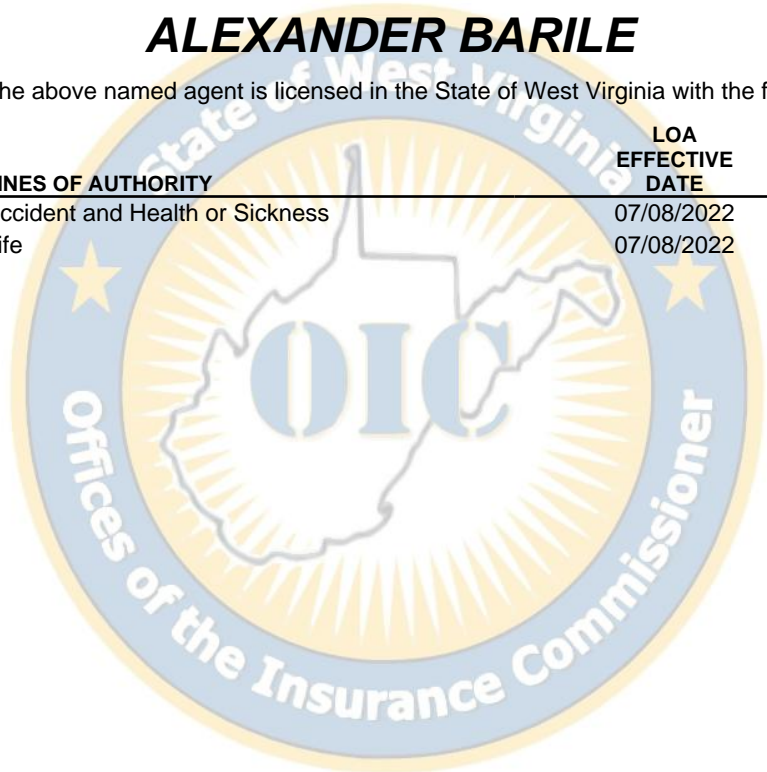 ALEXANDER BARILE
he above named agent is licensed in the State of West Virginia with the f
LOA
EFFECTIVE
INES OF AUTHORITY DATE
ccident and Health or Sickness 07/08/2022
ife 07/08/2022
State of West Virginia
OIC
Offices of the Insurance Commissioner